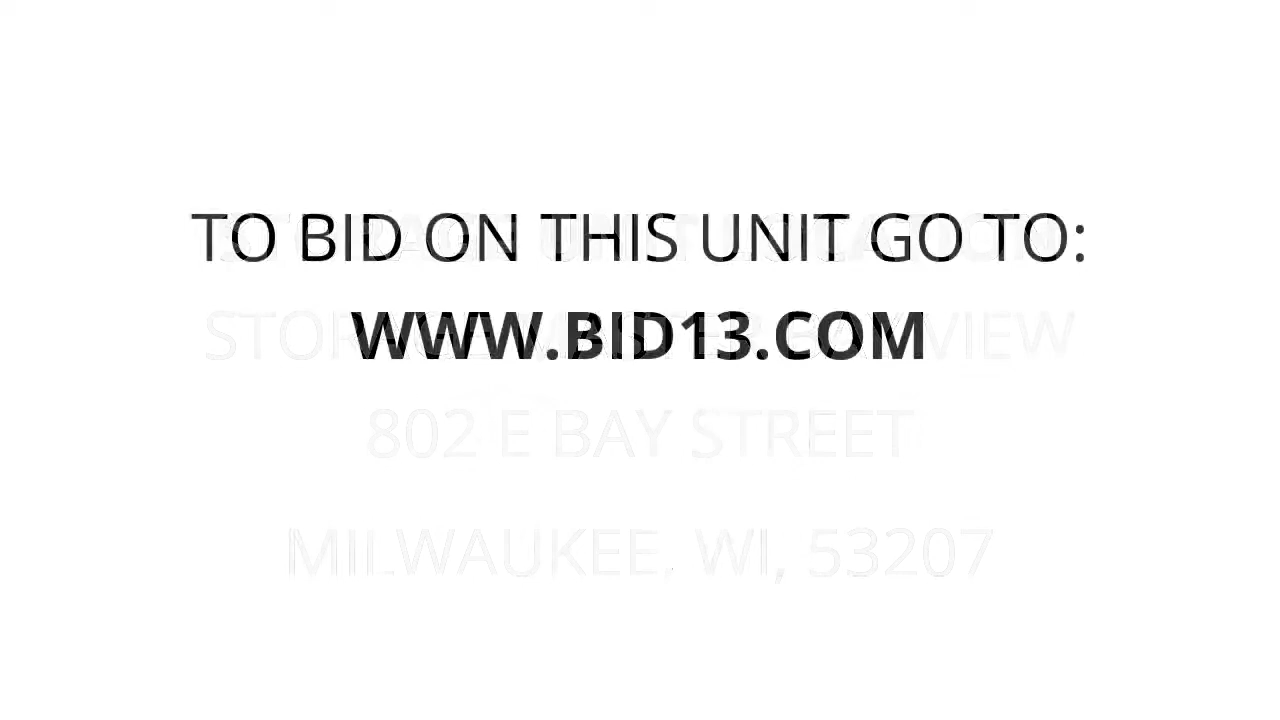 TO BID ON THIS UNIT GO TO:
WWW.BID13.COM
802 E BAY STREET
MILWAUKEE, WI, 53207